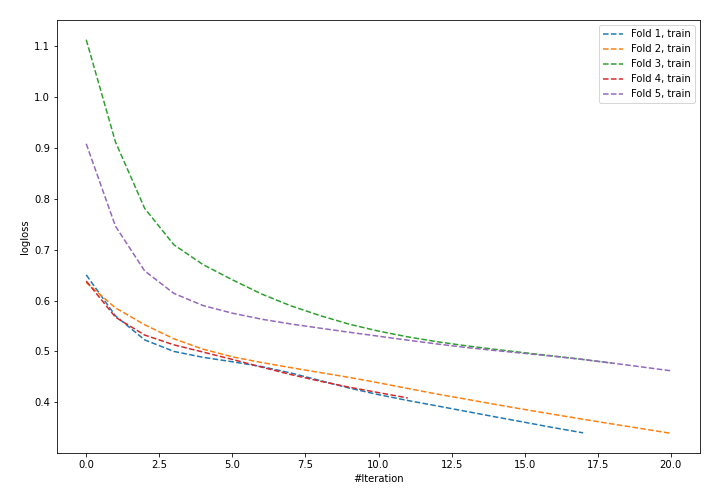 Fold 1, train
Fold 2, train
Fold 3, train
Fold 4, train
Fold 5, train
1.1
1.0
0.9
0.8
0.7
0.6
0.5
0.4
logloss
0.0 2.5 5.0 7.5 10.0 12.5 15.0 17.5 20.0
#Iteration